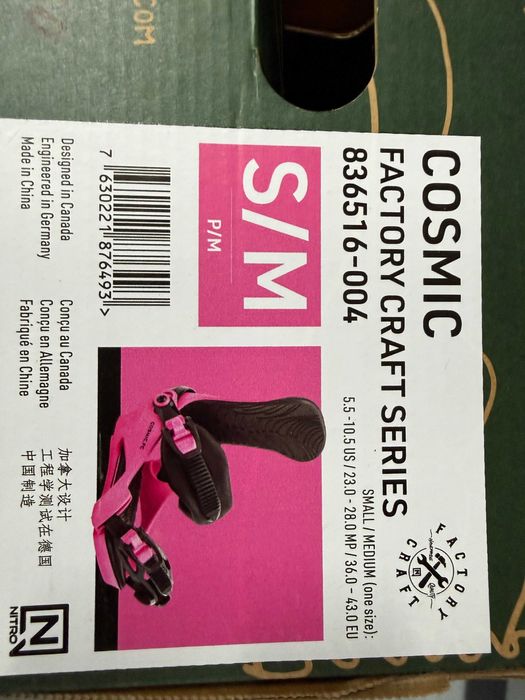 .COM
COSMIC
FACTORY CRAFT SERIES
836516-004
SMALL / MEDIUM (one size):
5.5 -10.5 US / 23.0 - 28.0 MP / 36.0 - 43.0 EU
FACTORY
CRAFT
S/M
P/M
COSMIC FC
7 630221 876493 >
Designed in Canada
Engineered in Germany
Made in China
Conçu au Canada
Conçu en Allemagne
Fabriqué en Chine
加拿大设计
工程学测试在德国
中国制造
N
NITRO